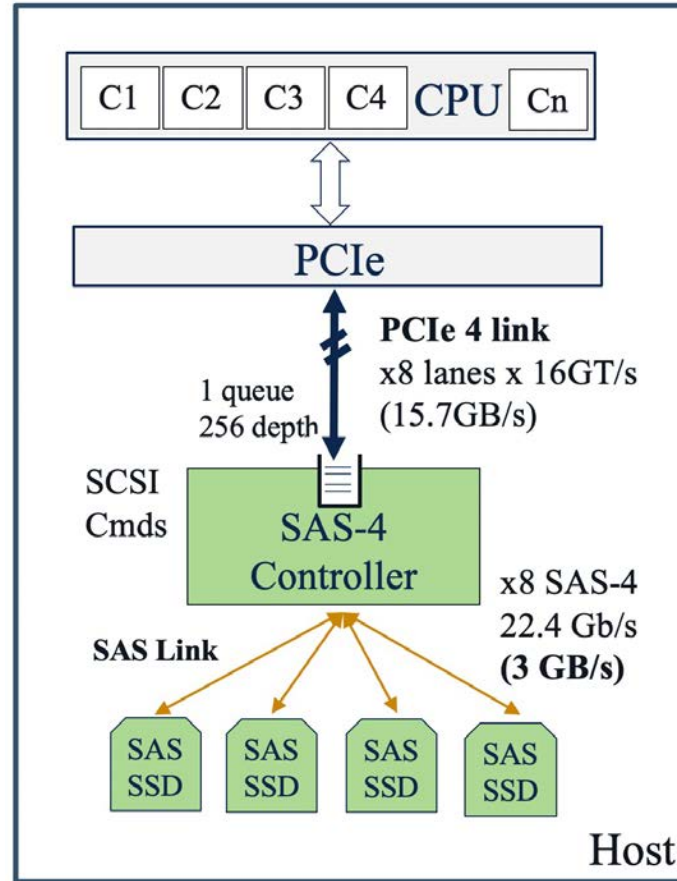 C1 C2 C3 C4 CPU Cn
PCIe
PCIe 4 link
x8 lanes x 16GT/s
(15.7GB/s)
1 queue
256 depth
SCSI
Cmds
SAS-4
Controller
x8 SAS-4
22.4 Gb/s
(3 GB/s)
SAS Link
SAS
SSD
SAS
SSD
SAS
SSD
SAS
SSD
Host